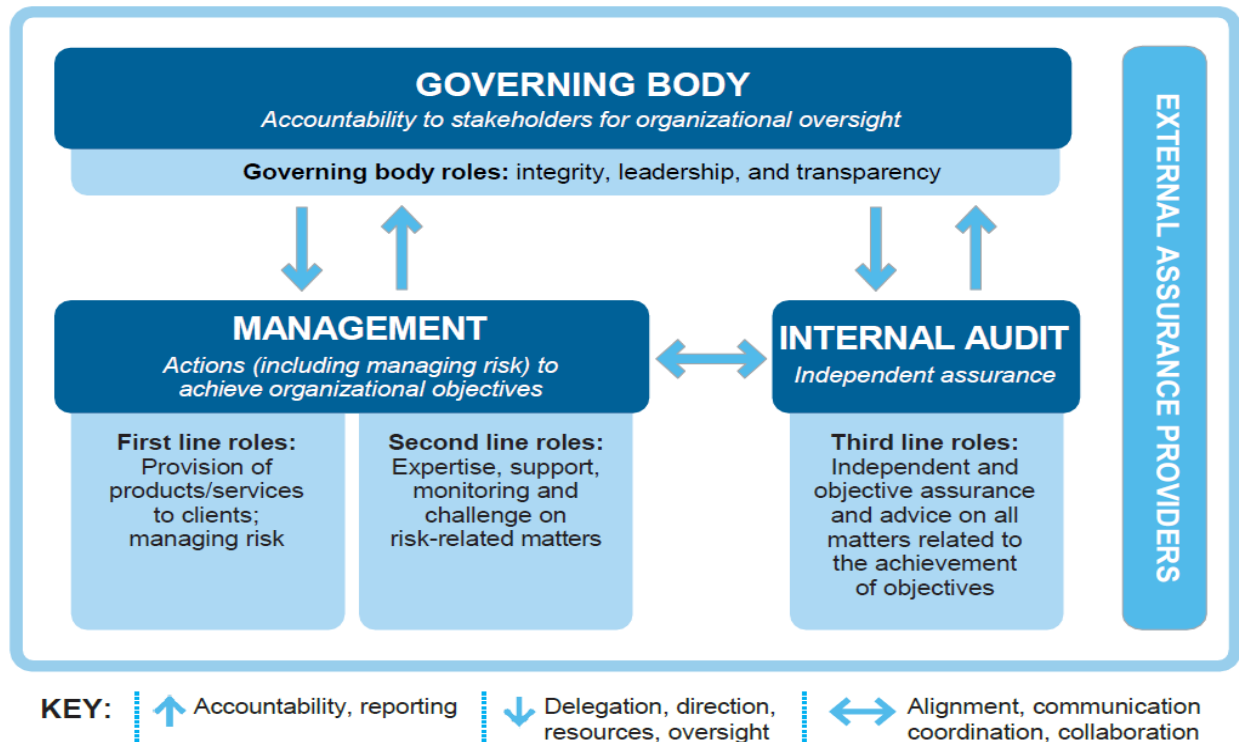 GOVERNING BODY
Accountability to stakeholders for organizational oversight
Governing body roles: integrity, leadership, and transparency
MANAGEMENT
Actions (including managing risk) to
achieve organizational objectives
First line roles:
Provision of
products/services
to clients;
managing risk
Second line roles:
Expertise, support,
monitoring and
challenge on
risk-related matters
INTERNAL AUDIT
Independent assurance
Third line roles:
Independent and
objective assurance
and advice on all
matters related to
the achievement
of objectives
EXTERNAL ASSURANCE PROVIDERS
KEY:
Accountability, reporting
Delegation, direction,
resources, oversight
Alignment, communication
coordination, collaboration